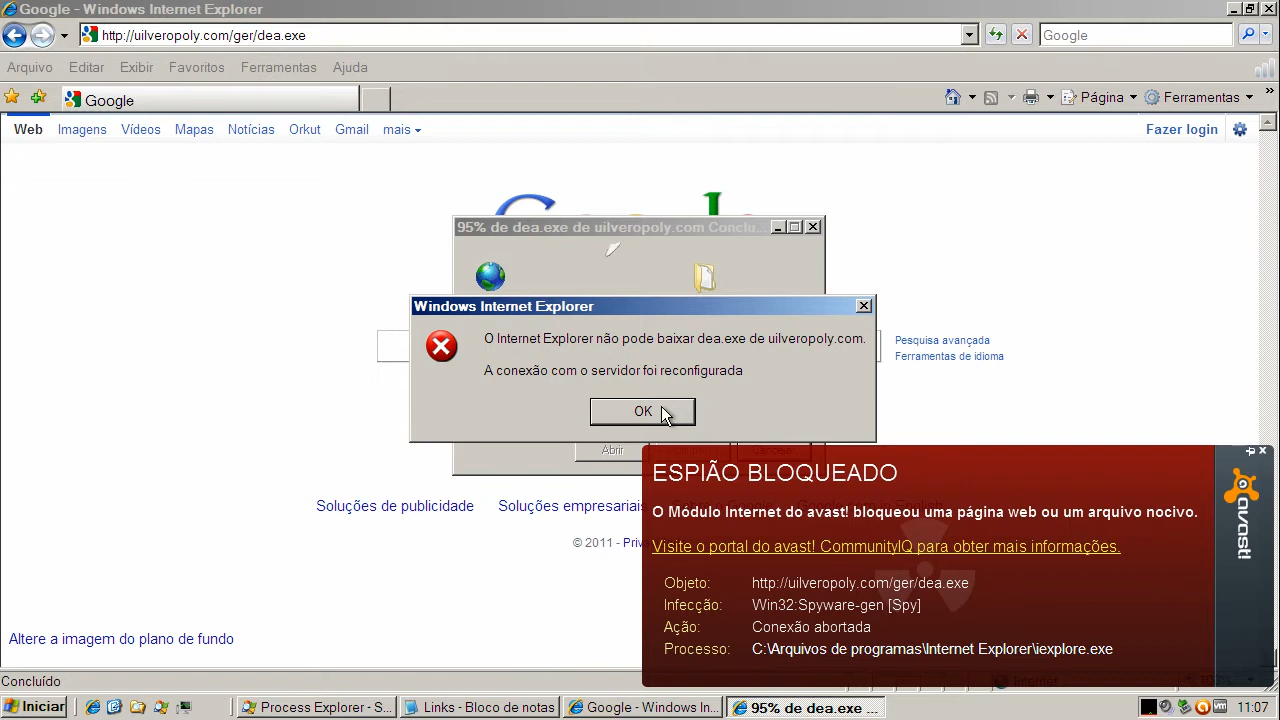 Google - Windows Internet Explorer
http://uilveropoly.com/ger/dea.exe
Google
Arquivo Editar Exibir Favoritos Ferramentas Ajuda
Google
Página Ferramentas
Web Imagens Vídeos Mapas Notícias Orkut Gmail mais
Fazer login
95% de dea.exe de uilveropoly.com Conclu...
Windows Internet Explorer
O Internet Explorer não pode baixar dea.exe de uilveropoly.com.
A conexão com o servidor foi reconfigurada
OK
Pesquisa avançada
Ferramentas de idioma
Abrir
Cancelar
ESPIÃO BLOQUEADO
O Módulo Internet do avast! bloqueou uma página web ou um arquivo nocivo.
Visite o portal do avast! CommunityIQ para obter mais informações.
Objeto: http://uilveropoly.com/ger/dea.exe
Infecção: Win32:Spyware-gen [Spy]
Ação: Conexão abortada
Processo: C:\Arquivos de programas\Internet Explorer\iexplore.exe
avast!
Soluções de publicidade Soluções empresariais
© 2011 - Priv
Altere a imagem do plano de fundo
Concluído
Internet
100%
Iniciar
Process Explorer - S...
Links - Bloco de notas
Google - Windows In...
95% de dea.exe ...
11:07